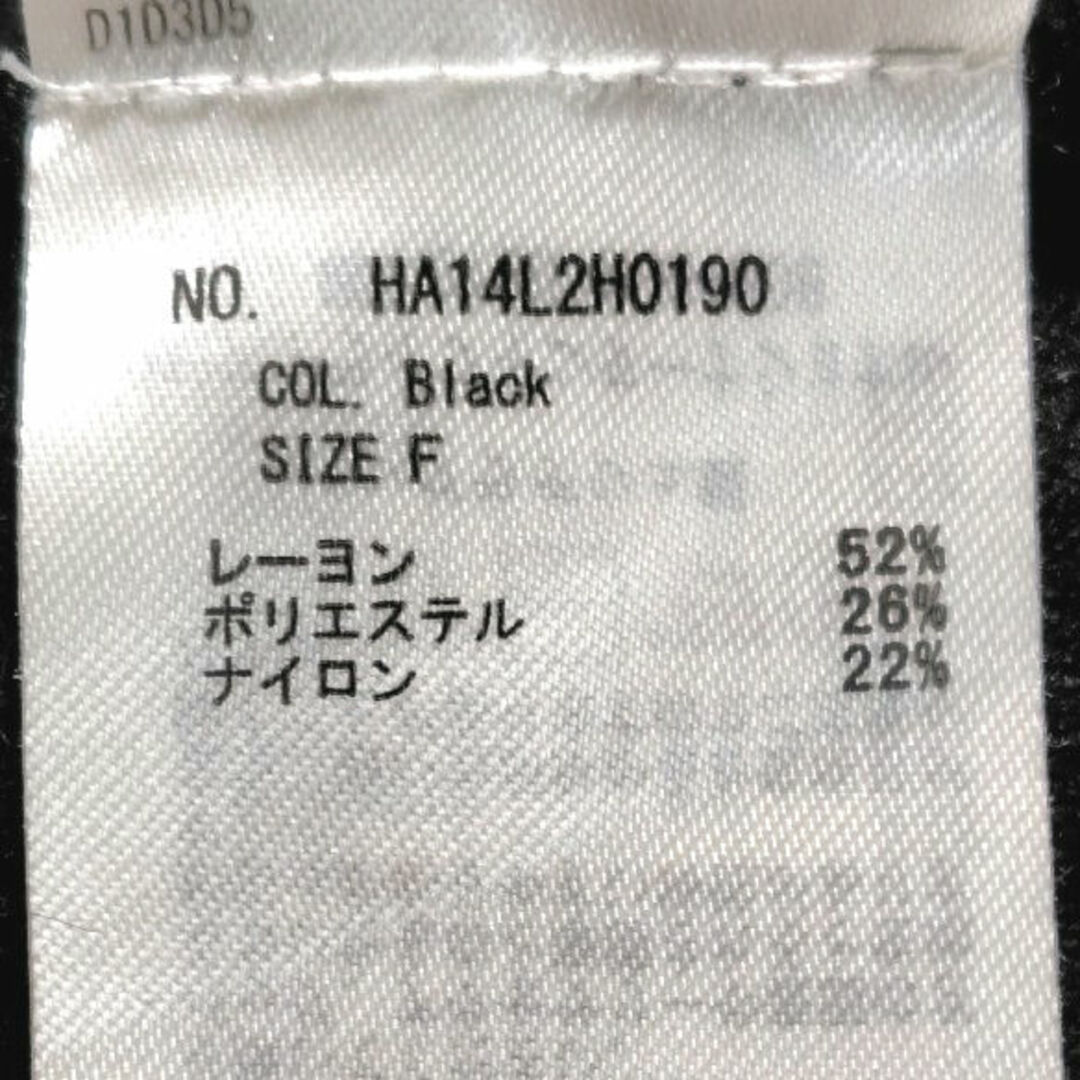 D1D305
NO. HA14L2H0190
COL. Black
SIZE F
レーヨン 52%
ポリエステル 26%
ナイロン 22%